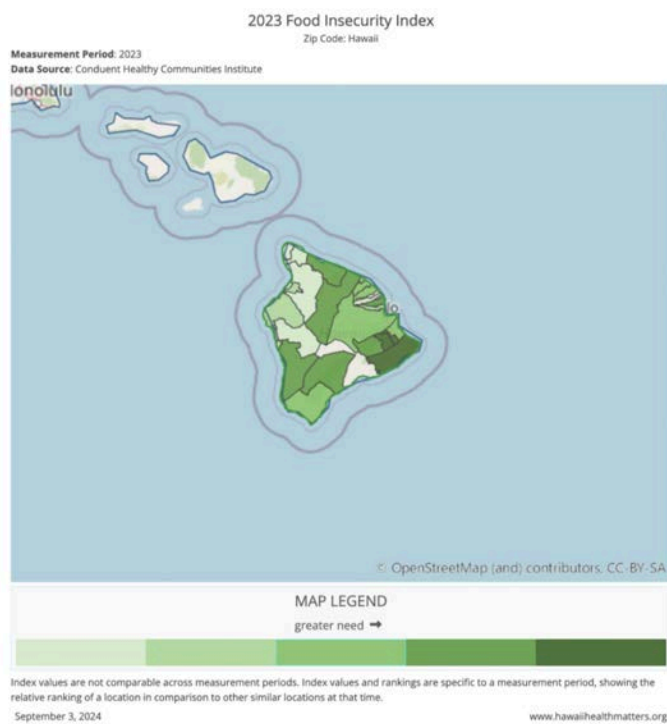 2023 Food Insecurity Index
Zip Code: Hawaii
Measurement Period: 2023
Data Source: Conduent Healthy Communities Institute
lonolulu
lo
© OpenStreetMap (and) contributors, CC-BY-SA
MAP LEGEND
greater need ➞
Index values are not comparable across measurement periods. Index values and rankings are specific to a measurement period, showing the
relative ranking of a location in comparison to other similar locations at that time.
September 3, 2024
www.hawaiihealthmatters.org